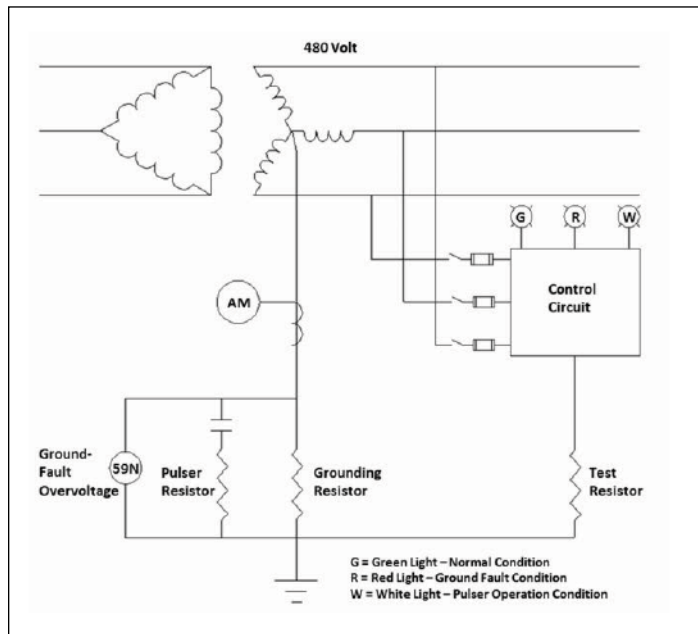 480 Volt
G
R
W
Control
Circuit
AM
Ground-
Fault
Overvoltage
59N
Pulser
Resistor
Grounding
Resistor
Test
Resistor
G = Green Light – Normal Condition
R = Red Light – Ground Fault Condition
W = White Light – Pulser Operation Condition